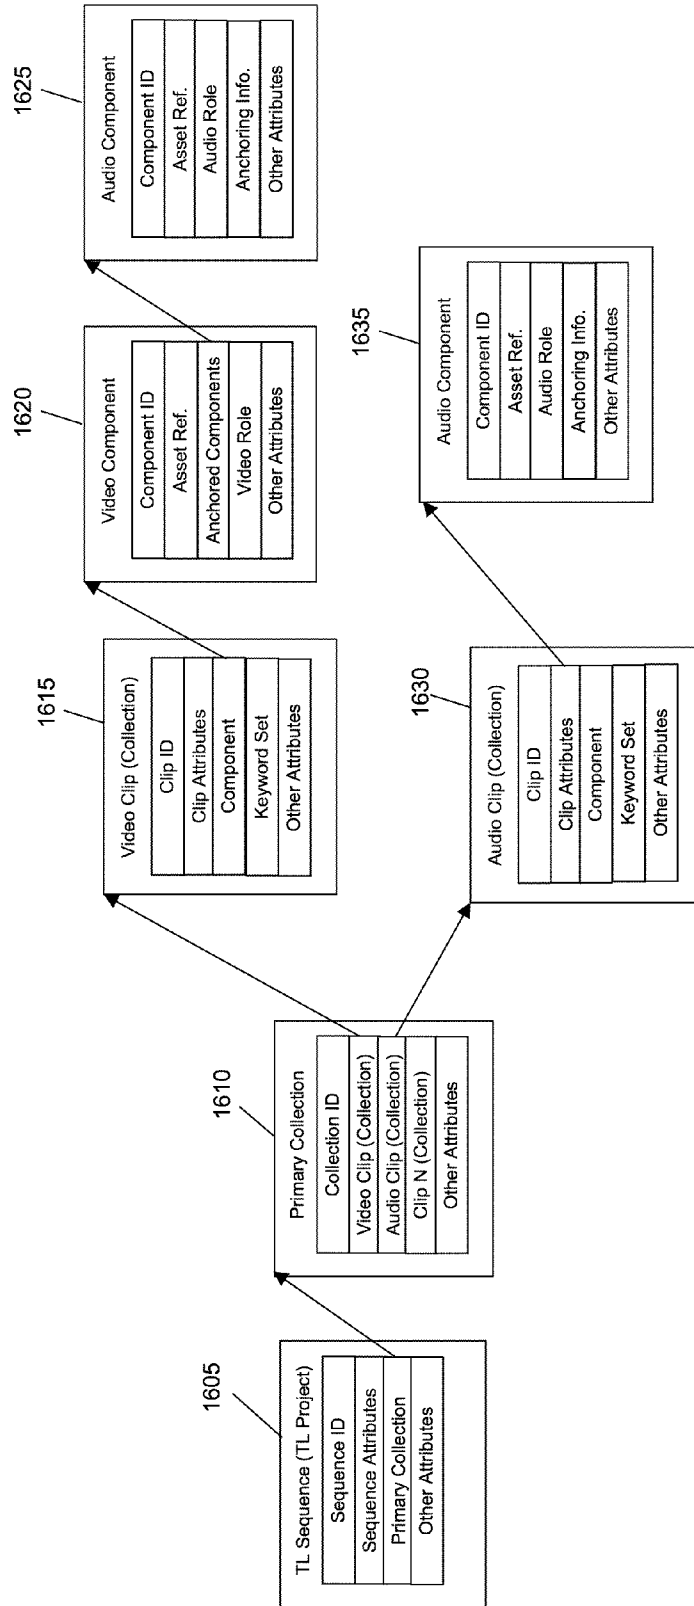 1605
TL Sequence (TL Project)
Sequence ID
Sequence Attributes
Primary Collection
Other Attributes
1610
Primary Collection
Collection ID
Video Clip (Collection)
Audio Clip (Collection)
Clip N (Collection)
Other Attributes
1615
Video Clip (Collection)
Clip ID
Clip Attributes
Component
Keyword Set
Other Attributes
1620
Video Component
Component ID
Asset Ref.
Anchored Components
Video Role
Other Attributes
1625
Audio Component
Component ID
Asset Ref.
Audio Role
Anchoring Info.
Other Attributes
1630
Audio Clip (Collection)
Clip ID
Clip Attributes
Component
Keyword Set
Other Attributes
1635
Audio Component
Component ID
Asset Ref.
Audio Role
Anchoring Info.
Other Attributes